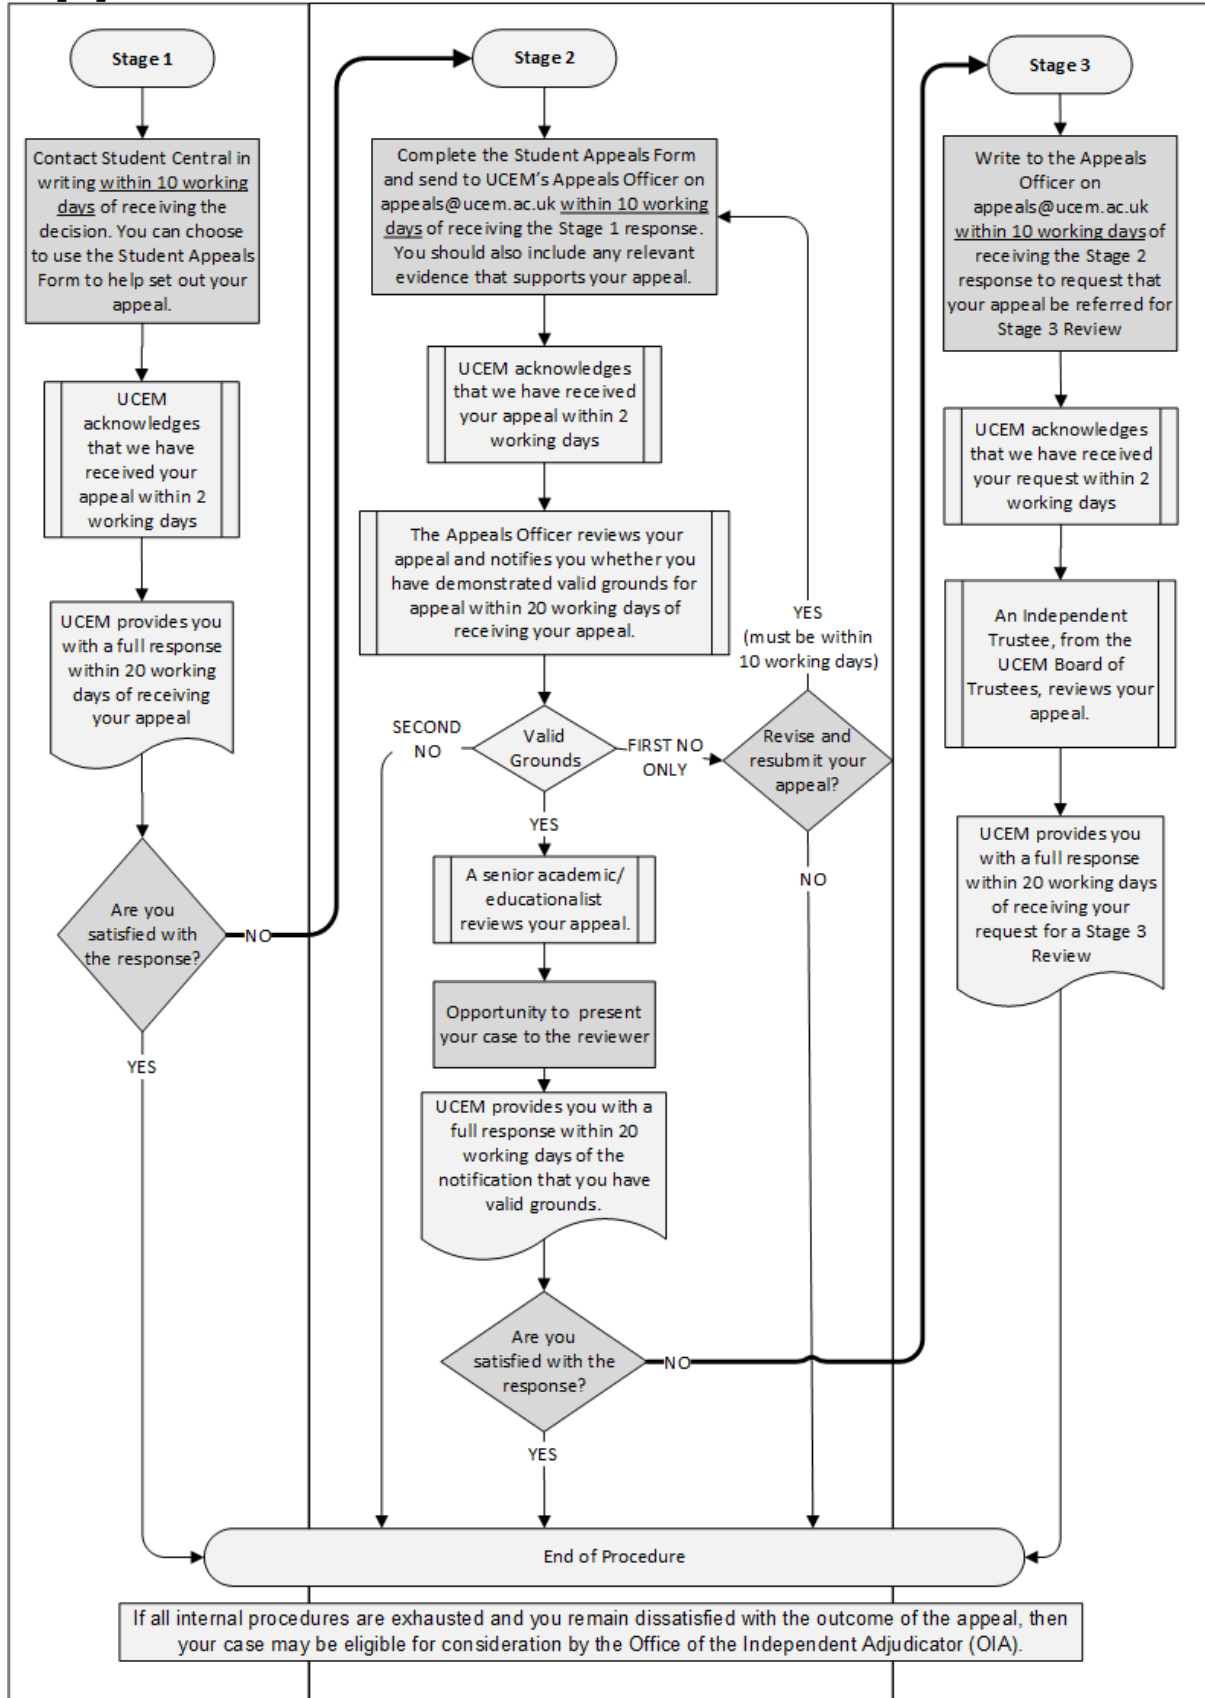 Stage 1
Contact Student Central in
writing within 10 working
days of receiving the
decision. You can choose
to use the Student Appeals
Form to help set out your
appeal.
UCEM
acknowledges
that we have
received your
appeal within 2
working days
UCEM provides you
with a full response
within 20 working
days of receiving
your appeal
Are you
satisfied with
the response?
NO
YES
Stage 2
Complete the Student Appeals Form
and send to UCEM's Appeals Officer on
appeals@ucem.ac.uk within 10 working
days of receiving the Stage 1 response.
You should also include any relevant
evidence that supports your appeal.
UCEM acknowledges
that we have received
your appeal within 2
working days
The Appeals Officer reviews your
appeal and notifies you whether you
have demonstrated valid grounds for
appeal within 20 working days of
receiving your appeal.
Valid
Grounds
SECOND
NO
FIRST NO
ONLY
Revise and
resubmit your
appeal?
YES
(must be within
10 working days)
NO
YES
A senior academic/
educationalist
reviews your appeal.
Opportunity to present
your case to the reviewer
UCEM provides you with a
full response within 20
working days of the
notification that you have
valid grounds.
Are you
satisfied with the
response?
NO
YES
Stage 3
Write to the Appeals
Officer on
appeals@ucem.ac.uk
within 10 working days of
receiving the Stage 2
response to request that
your appeal be referred for
Stage 3 Review
UCEM acknowledges
that we have received
your request within 2
working days
An Independent
Trustee, from the
UCEM Board of
Trustees, reviews your
appeal.
UCEM provides you
with a full response
within 20 working days
of receiving your
request for a Stage 3
Review
End of Procedure
If all internal procedures are exhausted and you remain dissatisfied with the outcome of the appeal, then
your case may be eligible for consideration by the Office of the Independent Adjudicator (OIA).